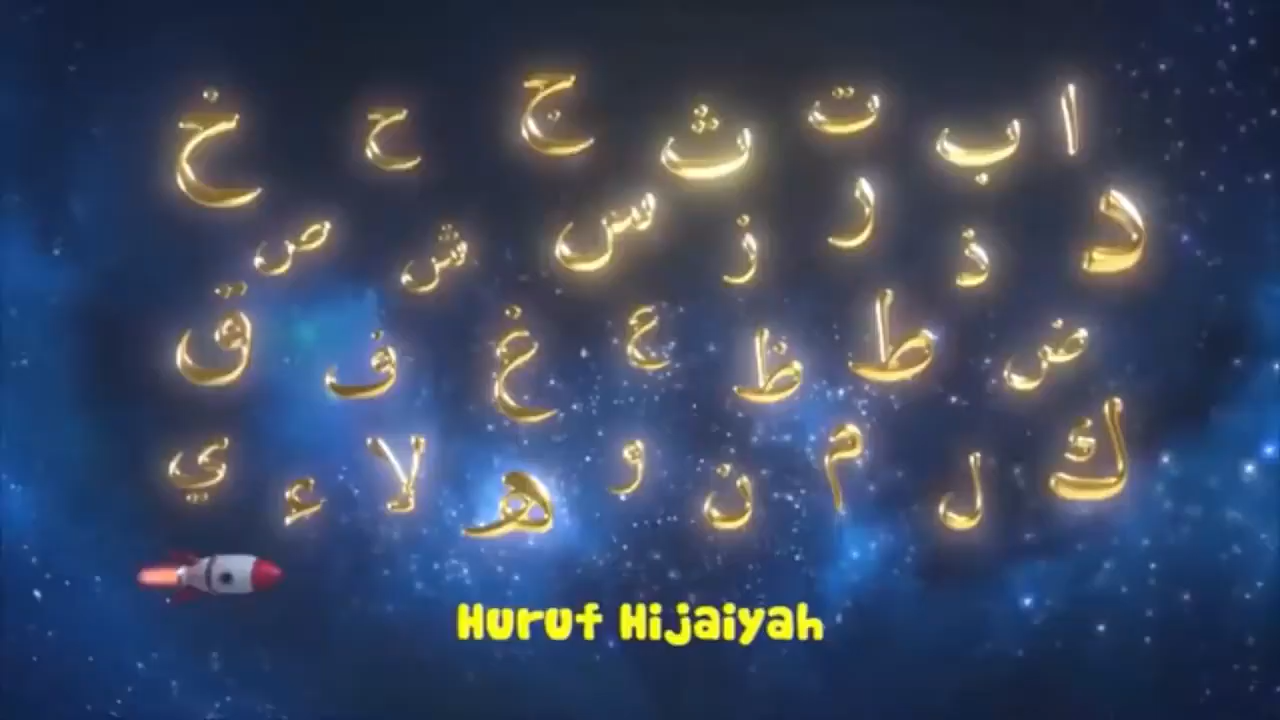 ا ب ت ث ج ح خ
د ذ ر ز س ش ص
ض ط ظ ع غ ف ق
ك ل م ن و ه لا ء ي
Huruf Hijaiyah